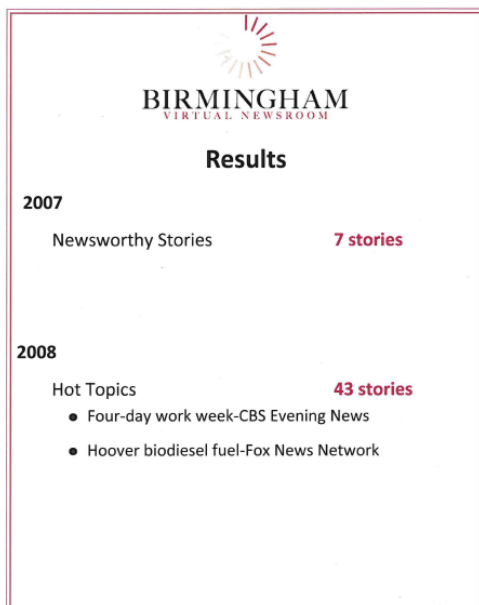 BIRMINGHAM
VIRTUAL NEWSROOM
Results
2007
Newsworthy Stories 7 stories
2008
Hot Topics 43 stories
• Four-day work week-CBS Evening News
• Hoover biodiesel fuel-Fox News Network